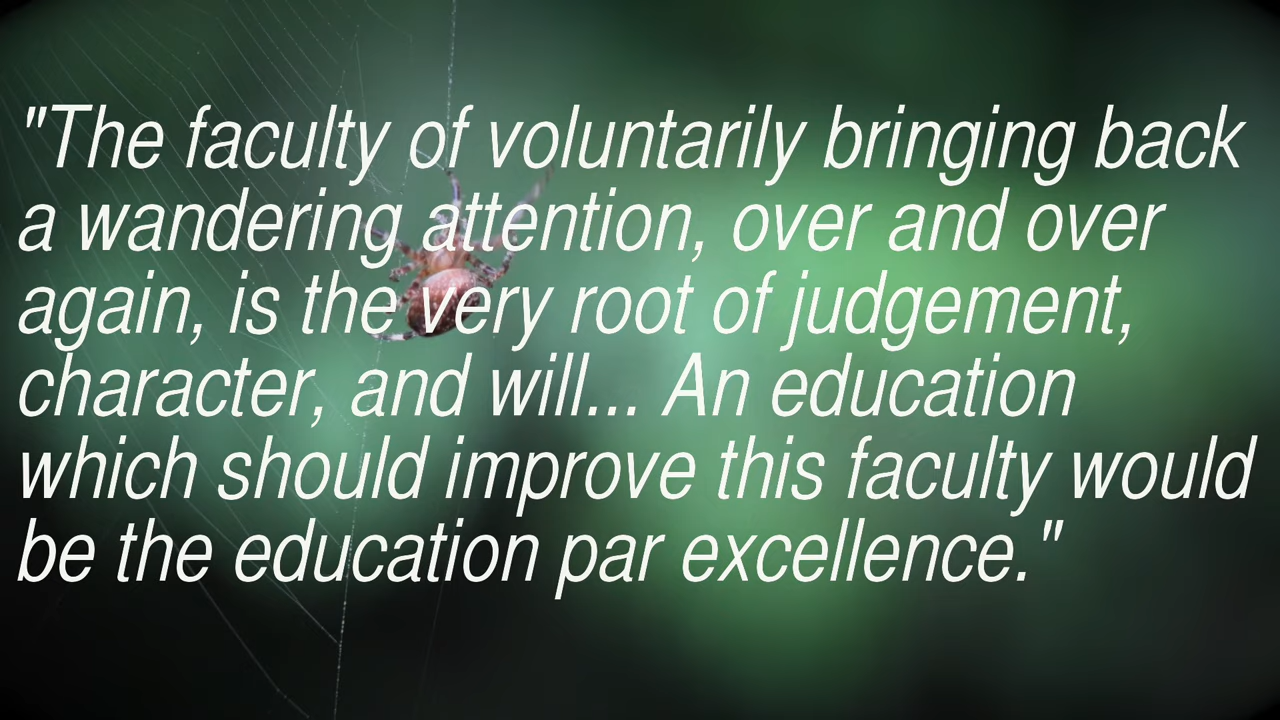 "The faculty of voluntarily bringing back
a wandering attention, over and over
again, is the very root of judgement,
character, and will... An education
which should improve this faculty would
be the education par excellence."